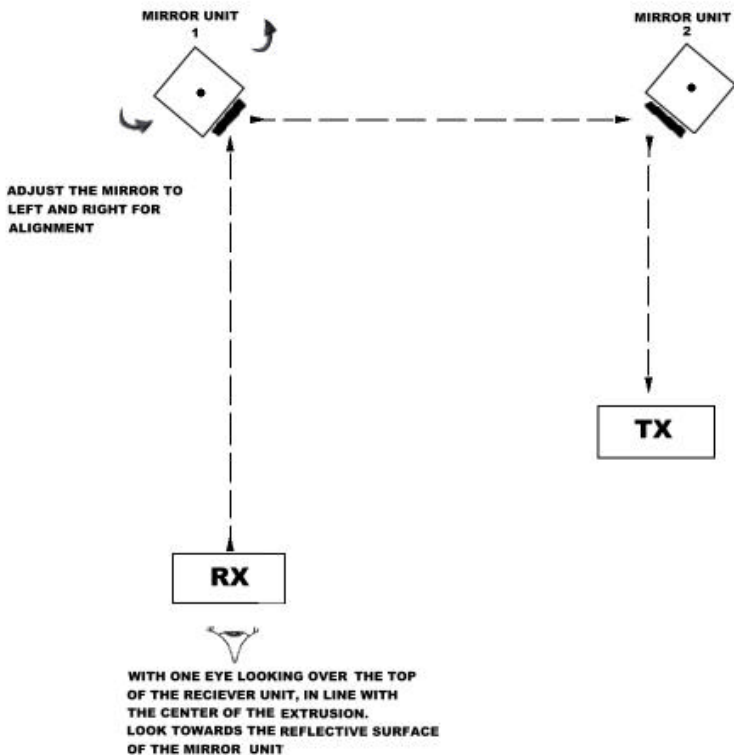 MIRROR UNIT
1
MIRROR UNIT
2
ADJUST THE MIRROR TO
LEFT AND RIGHT FOR
ALIGNMENT
TX
RX
WITH ONE EYE LOOKING OVER THE TOP
OF THE RECIEVER UNIT, IN LINE WITH
THE CENTER OF THE EXTRUSION.
LOOK TOWARDS THE REFLECTIVE SURFACE
OF THE MIRROR UNIT